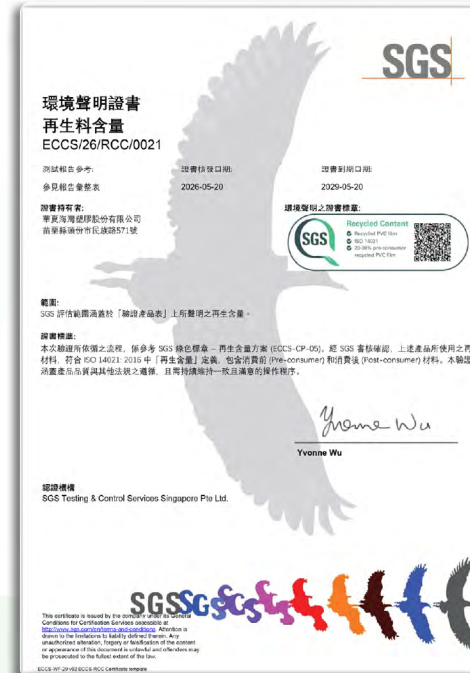 SGS
環境聲明證書
再生料含量
ECCS/26/RCC/0021
測試報告參考:
證書核發日期:
證書到期日期:
參見報告彙整表
2026-05-20
2029-05-20
證書持有者:
華夏海灣塑膠股份有限公司
苗栗縣頭份市民族路571號
環境聲明之證書標章:
SGS
Recycled Content
Recycled PVC film
ISO 14021
20-98% pre-consumer
recycled PVC film
範圍:
SGS 評估範圍涵蓋於「驗證產品表」上所聲明之再生含量。
證書標準:
本次驗證所依循之流程，係參考 SGS 綠色標章 – 再生含量方案 (ECCS-CP-05)。經 SGS 審核確認，上述產品所使用之再
材料，符合 ISO 14021: 2016 中「再生含量」定義，包含消費前 (Pre-consumer) 和消費後 (Post-consumer) 材料。本驗證
涵蓋產品品質與其他法規之遵循，且需持續維持一致且滿意的操作程序。
Yvonne Wu
Yvonne Wu
認證機構
SGS Testing & Control Services Singapore Pte Ltd.
SGSSGSSGS
This certificate is issued by the company under its General
Conditions for Certification Services accessible at
http://www.sgs.com/terms-and-conditions. Attention is
drawn to the limitations to liability defined therein. Any
unauthorized alteration, forgery or falsification of the content
or appearance of this document is unlawful and offenders may
be prosecuted to the fullest extent of the law.